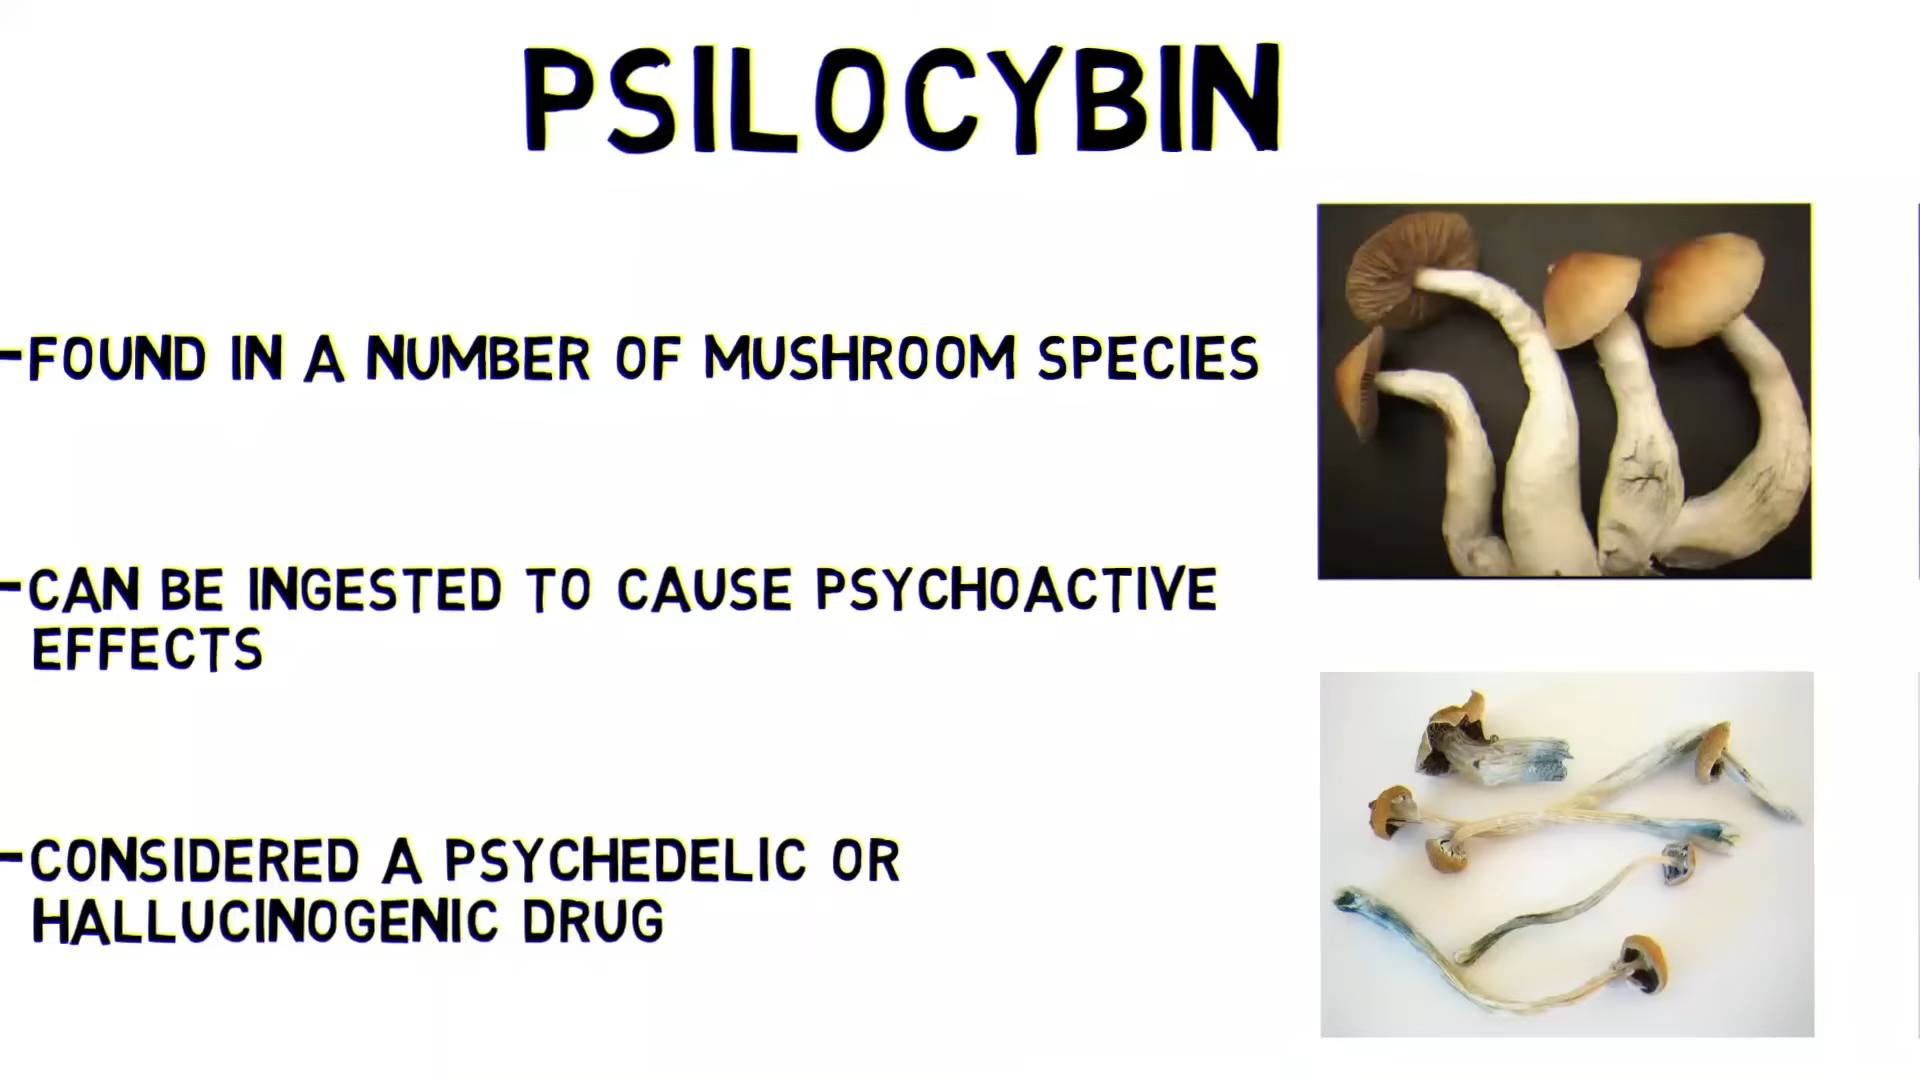 PSILOCYBIN
-FOUND IN A NUMBER OF MUSHROOM SPECIES
-CAN BE INGESTED TO CAUSE PSYCHOACTIVE
EFFECTS
-CONSIDERED A PSYCHEDELIC OR
HALLUCINOGENIC DRUG